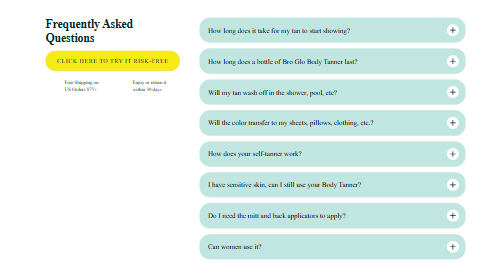 Frequently Asked
Questions
CLICK HERE TO TRY IT RISK-FREE
Free Shipping on
US Orders $75+
Enjoy or return it
within 30 days
How long does it take for my tan to start showing?
How long does a bottle of Bro Glo Body Tanner last?
Will my tan wash off in the shower, pool, etc?
Will the color transfer to my sheets, pillows, clothing, etc.?
How does your self-tanner work?
I have sensitive skin, can I still use your Body Tanner?
Do I need the mitt and back applicators to apply?
Can women use it?